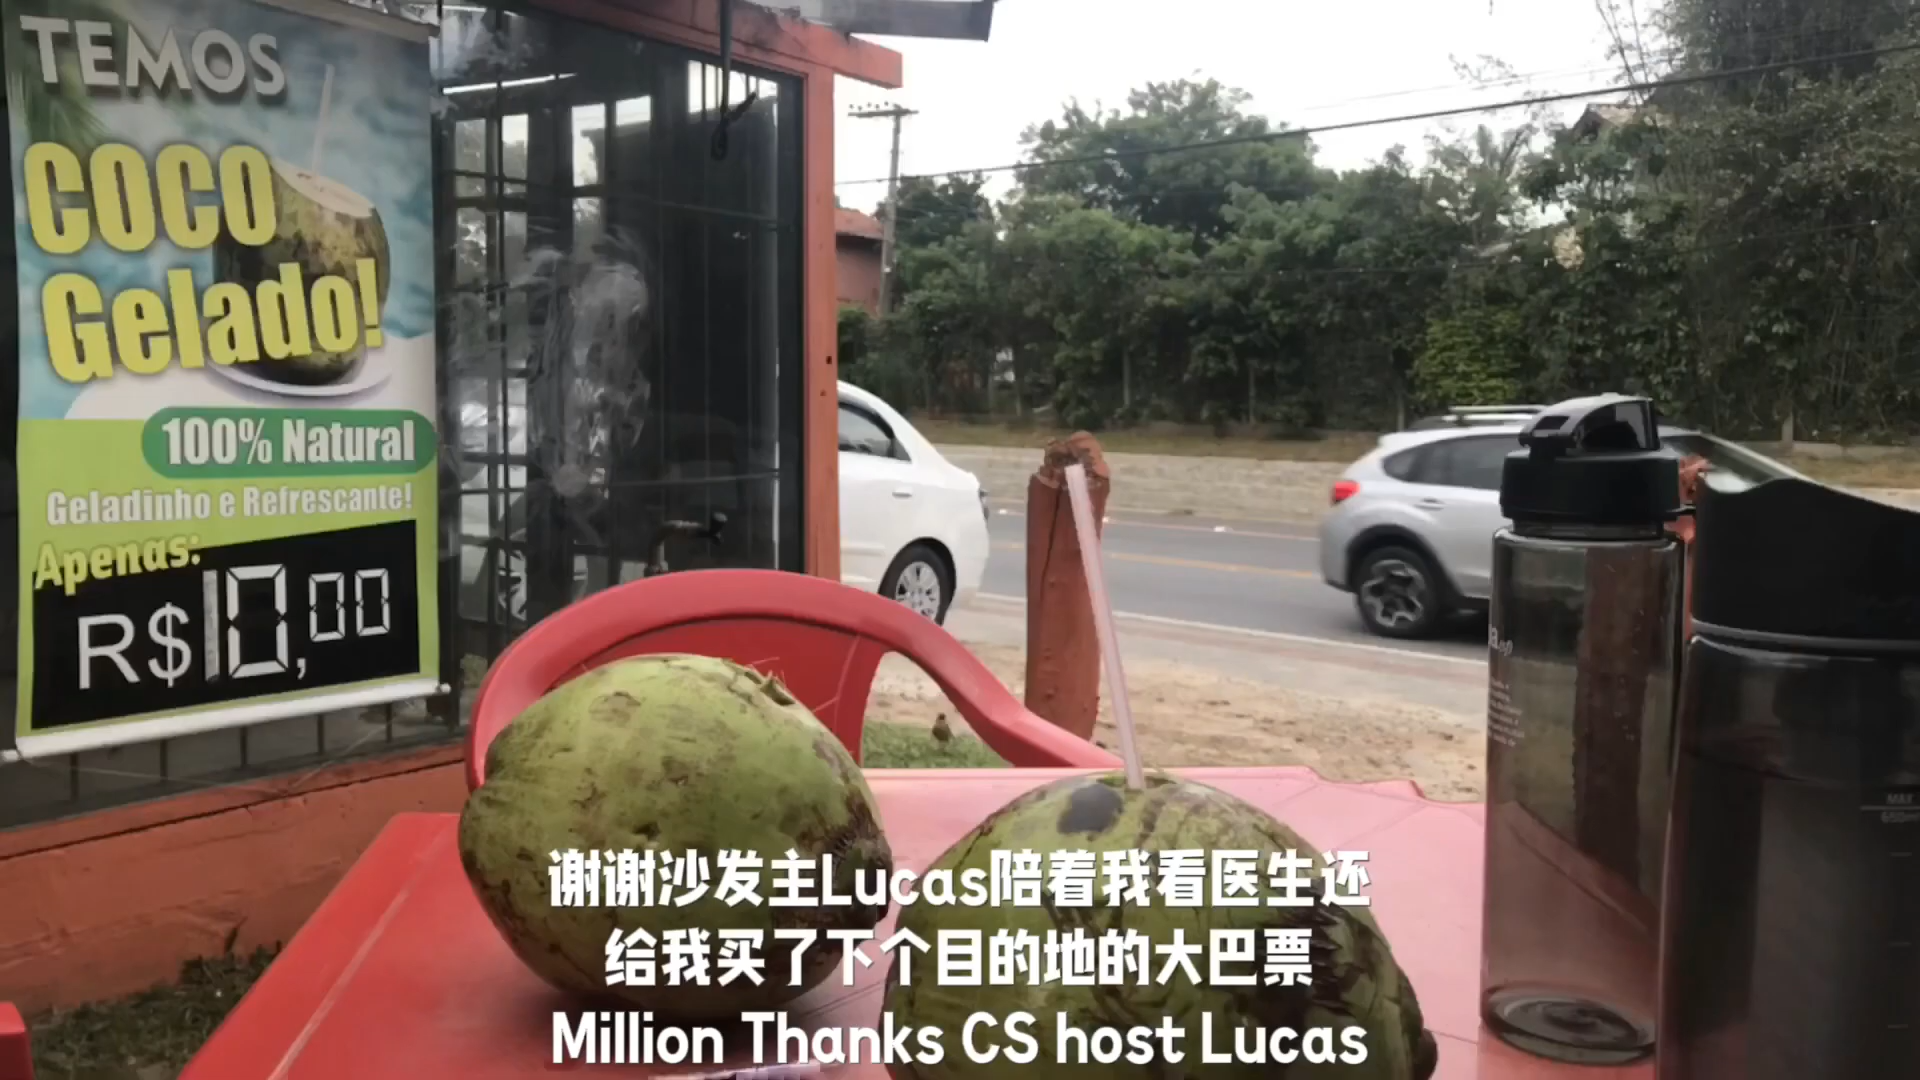 TEMOS
COCO
Gelado!
100% Natural
Geladinho e Refrescante!
Apenas:
R$10,00
MAX
谢谢沙发主Lucas陪着我看医生还
给我买了下个目的地的大巴票
Million Thanks CS host Lucas